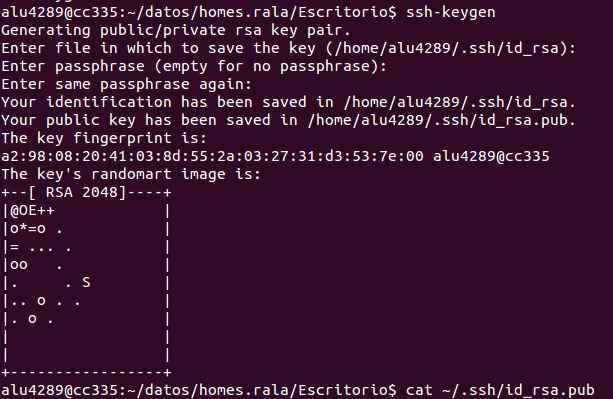 alu4289@cc335:~/datos/homes.rala/Escritorio$ ssh-keygen
Generating public/private rsa key pair.
Enter file in which to save the key (/home/alu4289/.ssh/id_rsa):
Enter passphrase (empty for no passphrase):
Enter same passphrase again:
Your identification has been saved in /home/alu4289/.ssh/id_rsa.
Your public key has been saved in /home/alu4289/.ssh/id_rsa.pub.
The key fingerprint is:
a2:98:08:20:41:03:8d:55:2a:03:27:31:d3:53:7e:00 alu4289@cc335
The key's randomart image is:
+--[ RSA 2048]----+
|@OE++            |
|o*=o .           |
|= ... .          |
|oo   .           |
|.     . S        |
|.. o . .         |
|. o .            |
|                 |
|                 |
+-----------------+
alu4289@cc335:~/datos/homes.rala/Escritorio$ cat ~/.ssh/id_rsa.pub